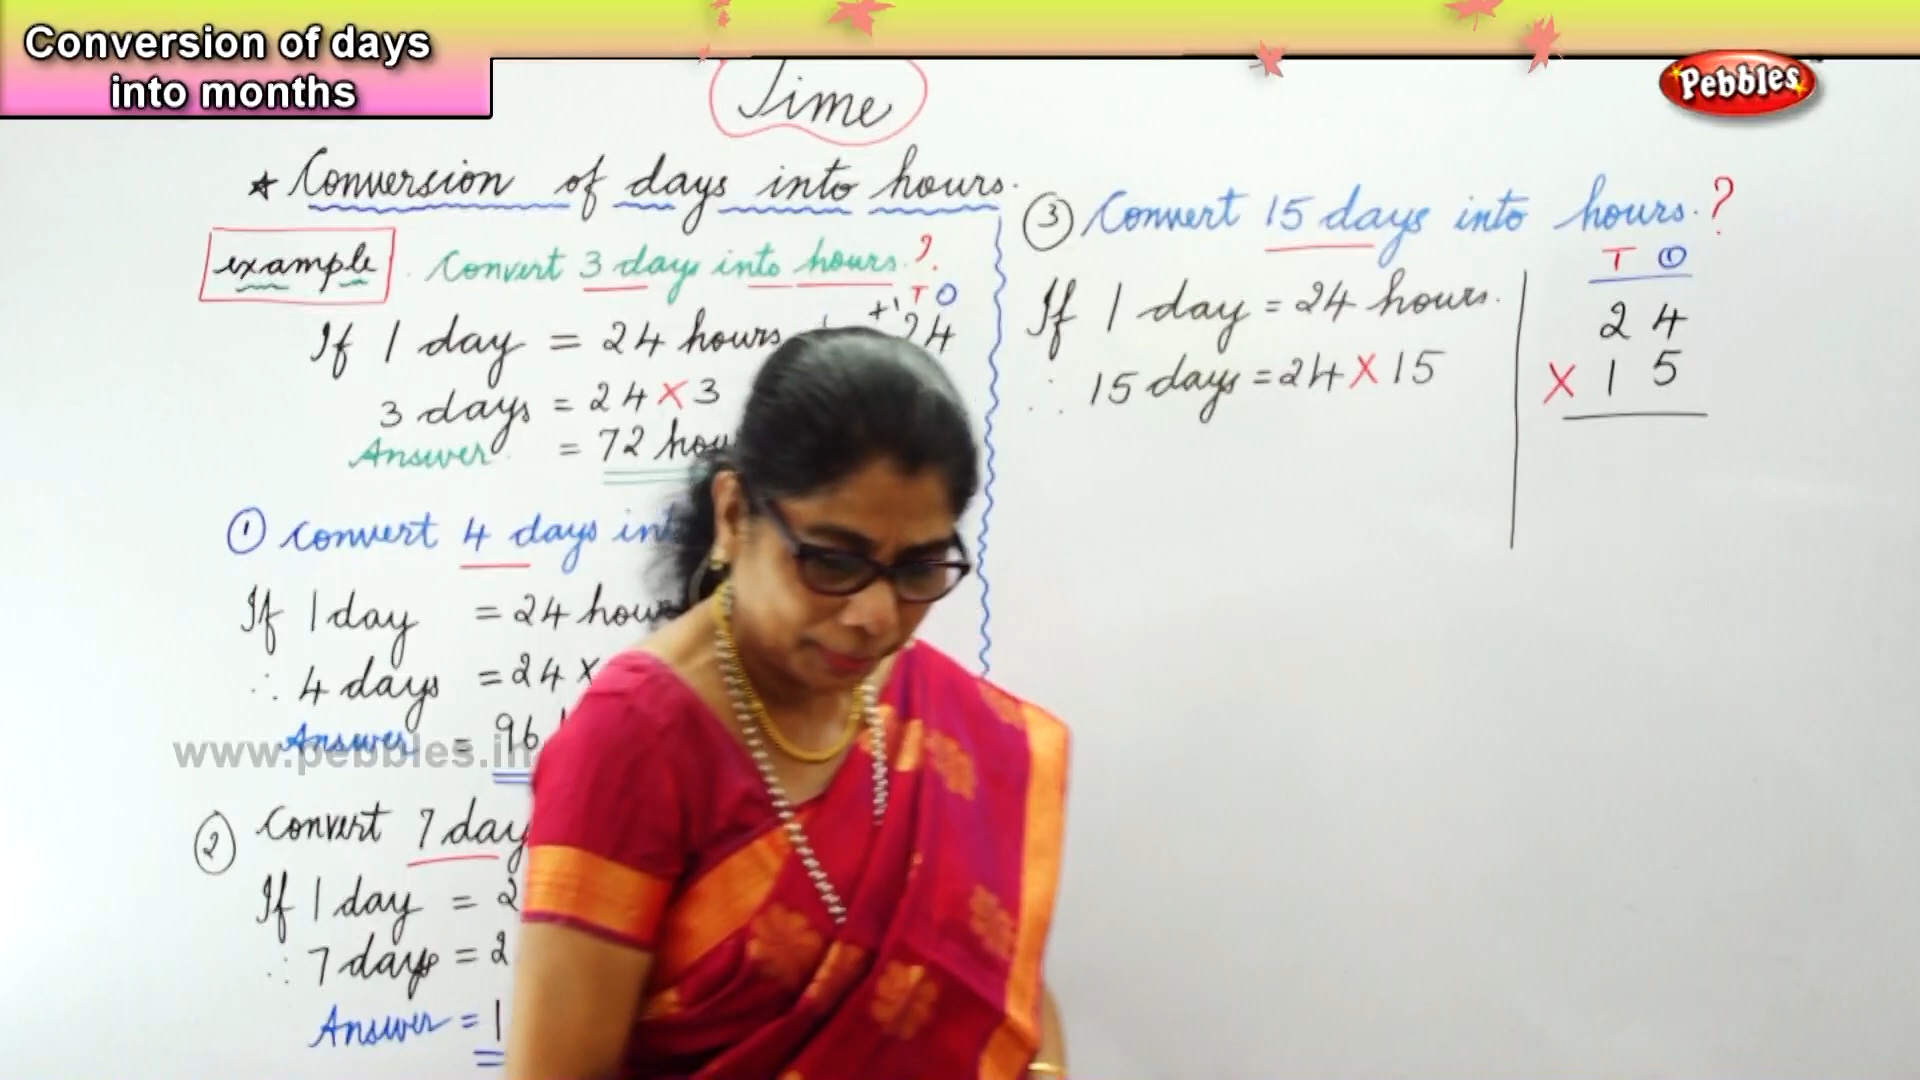 Conversion of days
into months
Pebbles
Time
* Conversion of days into hours.
example. Convert 3 days into hours.?
T O
+1 24
If 1 day = 24 hours
3 days = 24 X 3
Answer = 72
1 Convert 4 days
If 1 day = 24
∴ 4 days = 24 X
Answer = 96
www.pebbles.in
2 Convert 7
If 1 day = 2
∴ 7 days = 2
Answer = 1
3 Convert 15 days into hours.?
If 1 day = 24 hours.
∴ 15 days = 24 X 15
T O
2 4
X 1 5